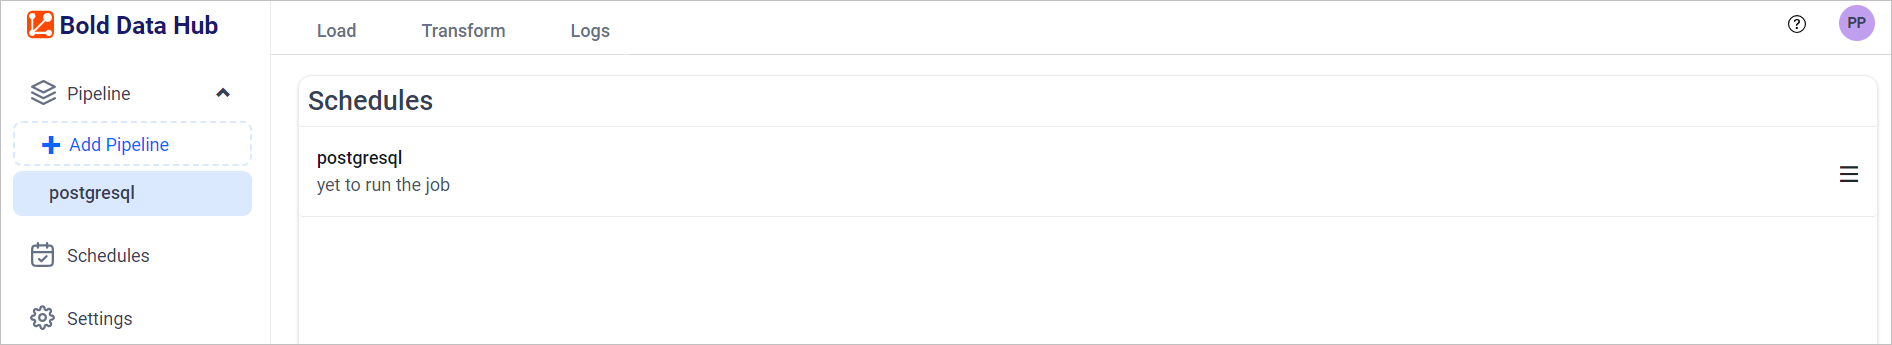 Bold Data Hub
Load
Transform
Logs
PP
Pipeline
Add Pipeline
postgresql
Schedules
Settings
Schedules
postgresql
yet to run the job